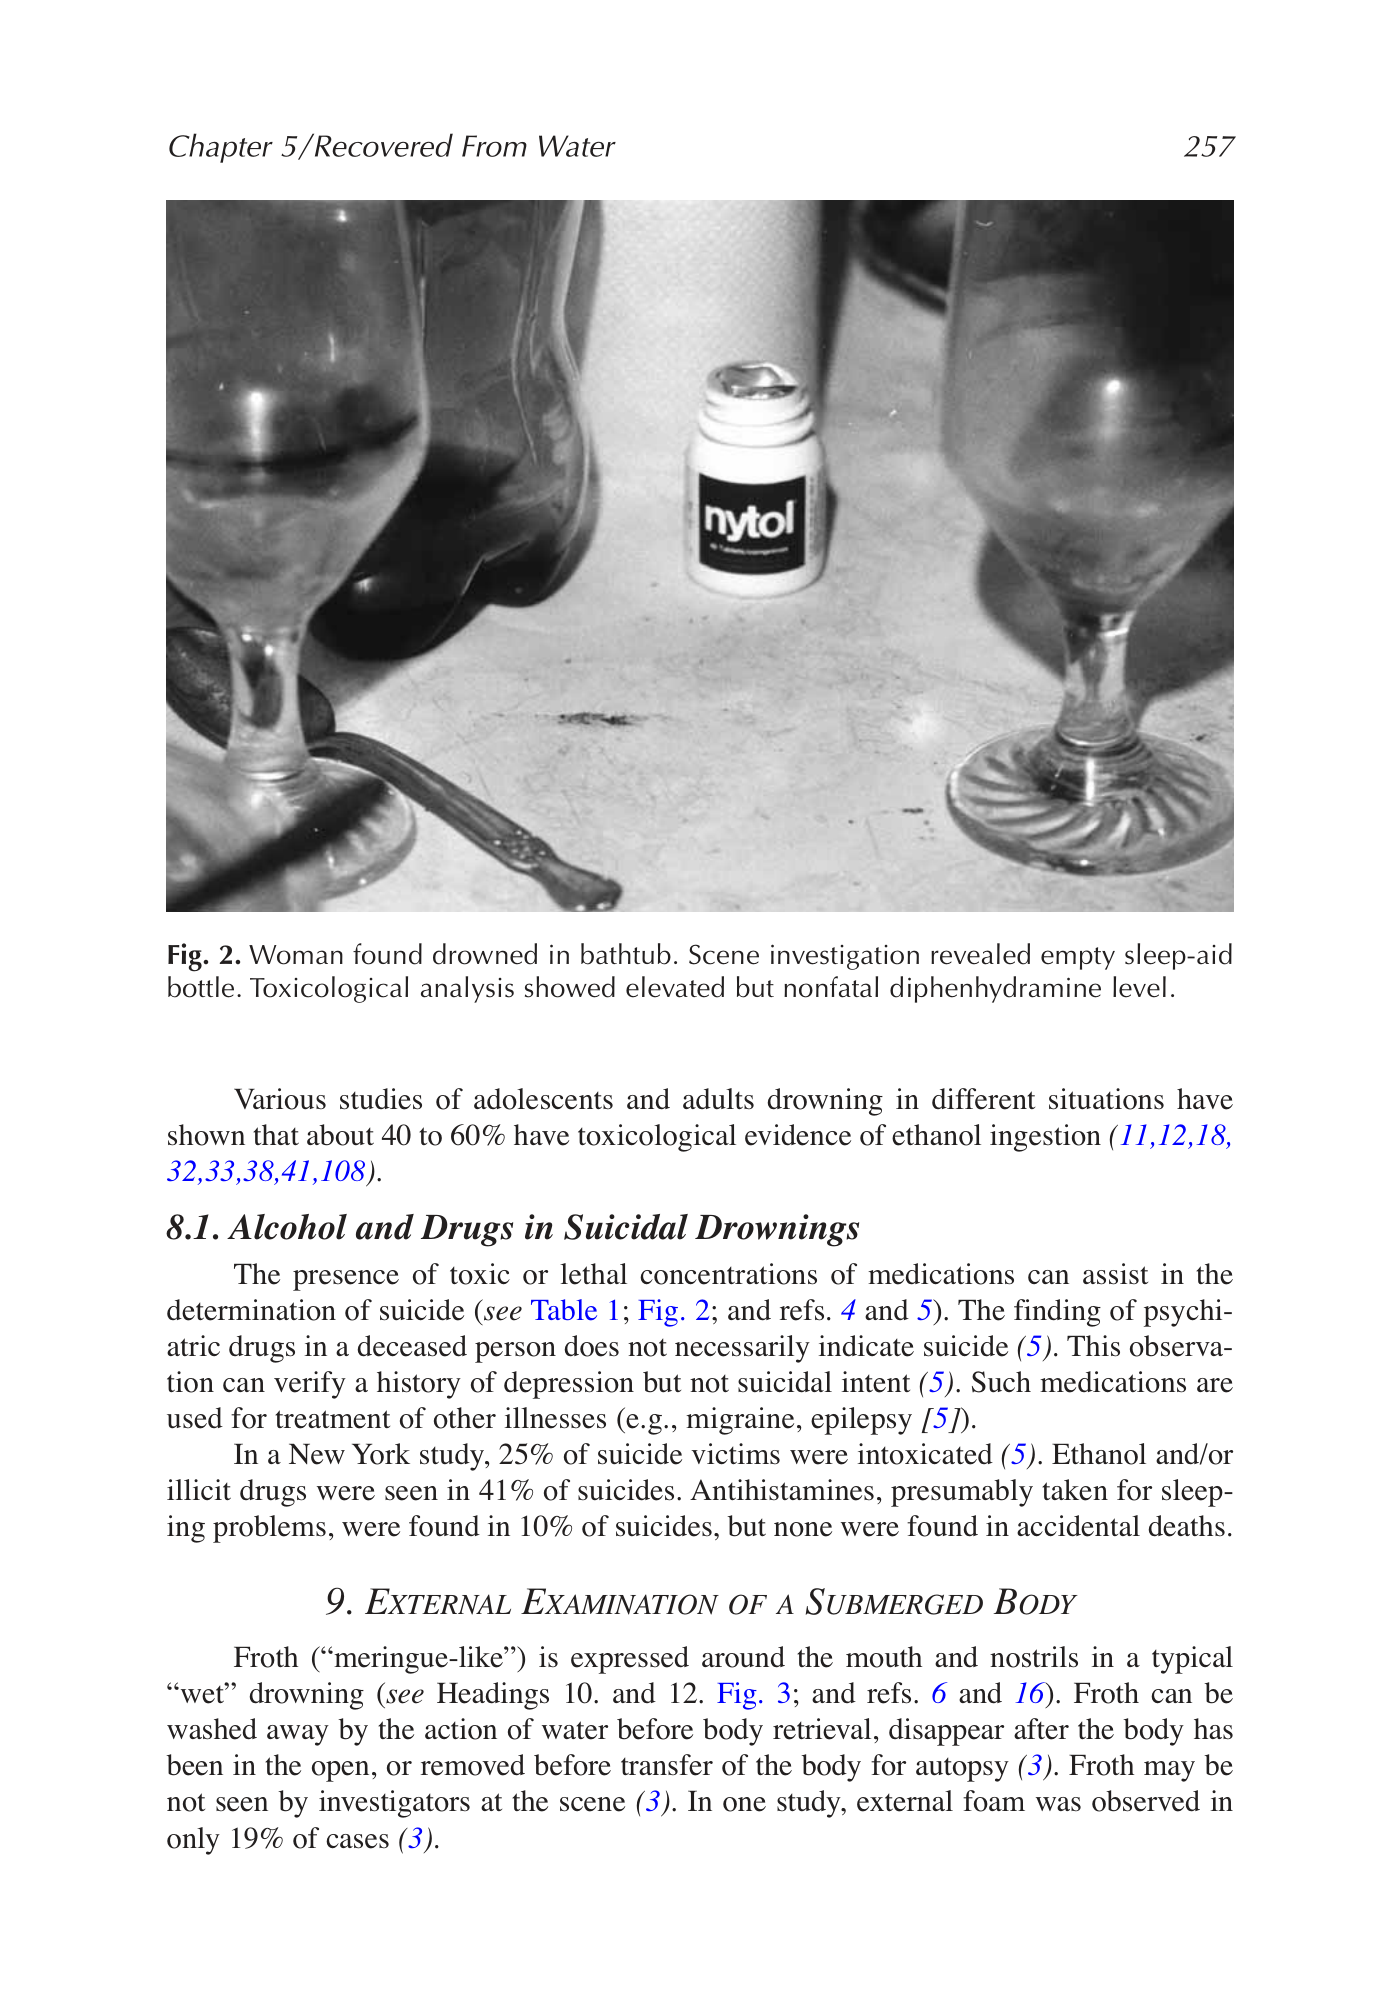 Chapter 5/Recovered From Water 257
nytol
Fig. 2. Woman found drowned in bathtub. Scene investigation revealed empty sleep-aid
bottle. Toxicological analysis showed elevated but nonfatal diphenhydramine level.
Various studies of adolescents and adults drowning in different situations have
shown that about 40 to 60% have toxicological evidence of ethanol ingestion (11,12,18,
32,33,38,41,108).
8.1. Alcohol and Drugs in Suicidal Drownings
The presence of toxic or lethal concentrations of medications can assist in the
determination of suicide (see Table 1; Fig. 2; and refs. 4 and 5). The finding of psychi-
atric drugs in a deceased person does not necessarily indicate suicide (5). This observa-
tion can verify a history of depression but not suicidal intent (5). Such medications are
used for treatment of other illnesses (e.g., migraine, epilepsy [5]).
In a New York study, 25% of suicide victims were intoxicated (5). Ethanol and/or
illicit drugs were seen in 41% of suicides. Antihistamines, presumably taken for sleep-
ing problems, were found in 10% of suicides, but none were found in accidental deaths.
9. EXTERNAL EXAMINATION OF A SUBMERGED BODY
Froth (“meringue-like”) is expressed around the mouth and nostrils in a typical
“wet” drowning (see Headings 10. and 12. Fig. 3; and refs. 6 and 16). Froth can be
washed away by the action of water before body retrieval, disappear after the body has
been in the open, or removed before transfer of the body for autopsy (3). Froth may be
not seen by investigators at the scene (3). In one study, external foam was observed in
only 19% of cases (3).